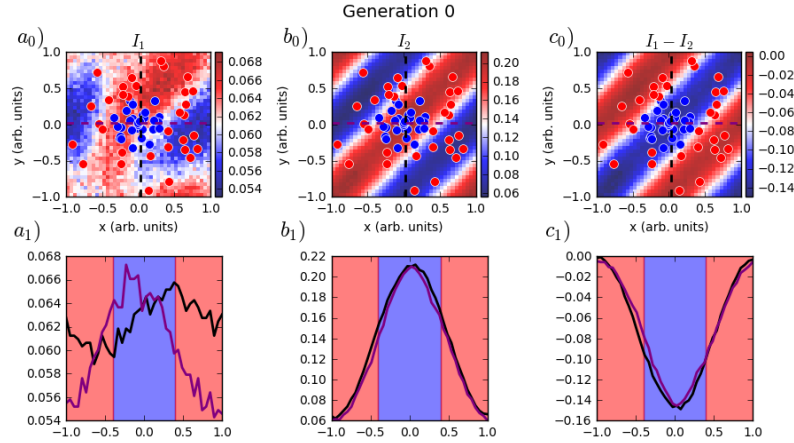 Generation 0
a₀) I₁ b₀) I₂ c₀) I₁ − I₂
1.0 0.5 0.0 −0.5 −1.0
y (arb. units)
−1.0 −0.5 0.0 0.5 1.0
x (arb. units)
0.068 0.066 0.064 0.062 0.060 0.058 0.056 0.054
1.0 0.5 0.0 −0.5 −1.0
y (arb. units)
−1.0 −0.5 0.0 0.5 1.0
x (arb. units)
0.20 0.18 0.16 0.14 0.12 0.10 0.08 0.06
1.0 0.5 0.0 −0.5 −1.0
y (arb. units)
−1.0 −0.5 0.0 0.5 1.0
x (arb. units)
0.00 −0.02 −0.04 −0.06 −0.08 −0.10 −0.12 −0.14
a₁) b₁) c₁)
0.068 0.066 0.064 0.062 0.060 0.058 0.056 0.054
−1.0 −0.5 0.0 0.5 1.0
0.22 0.20 0.18 0.16 0.14 0.12 0.10 0.08 0.06
−1.0 −0.5 0.0 0.5 1.0
0.00 −0.02 −0.04 −0.06 −0.08 −0.10 −0.12 −0.14 −0.16
−1.0 −0.5 0.0 0.5 1.0